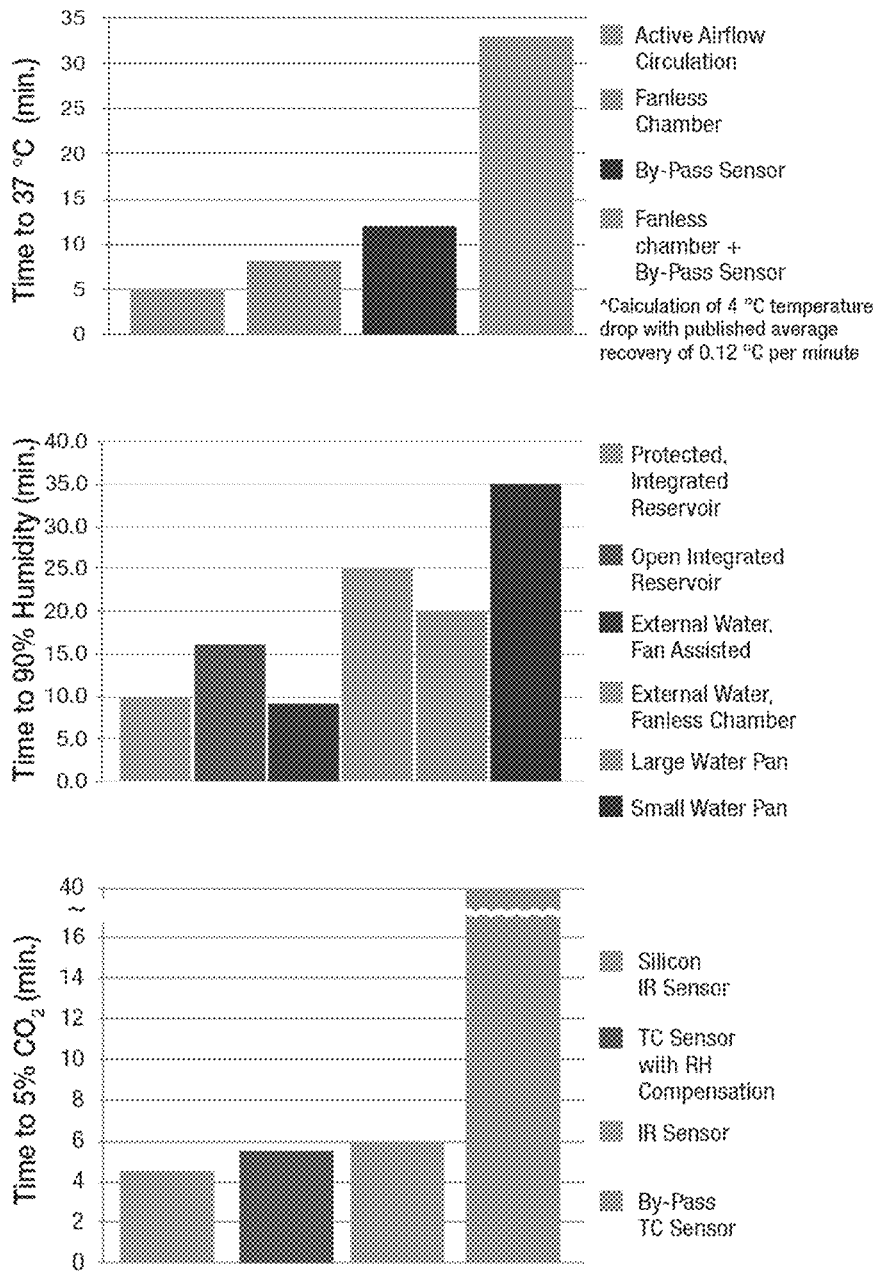 35
30
25
20
15
10
5
0
Time to 37 °C (min.)
Active Airflow
Circulation
Fanless
Chamber
By-Pass Sensor
Fanless
chamber +
By-Pass Sensor
*Calculation of 4 °C temperature
drop with published average
recovery of 0.12 °C per minute
40.0
35.0
30.0
25.0
20.0
15.0
10.0
5.0
0.0
Time to 90% Humidity (min.)
Protected,
Integrated
Reservoir
Open Integrated
Reservoir
External Water,
Fan Assisted
External Water,
Fanless Chamber
Large Water Pan
Small Water Pan
40
~
16
14
12
10
8
6
4
2
0
Time to 5% CO₂ (min.)
Silicon
IR Sensor
TC Sensor
with RH
Compensation
IR Sensor
By-Pass
TC Sensor